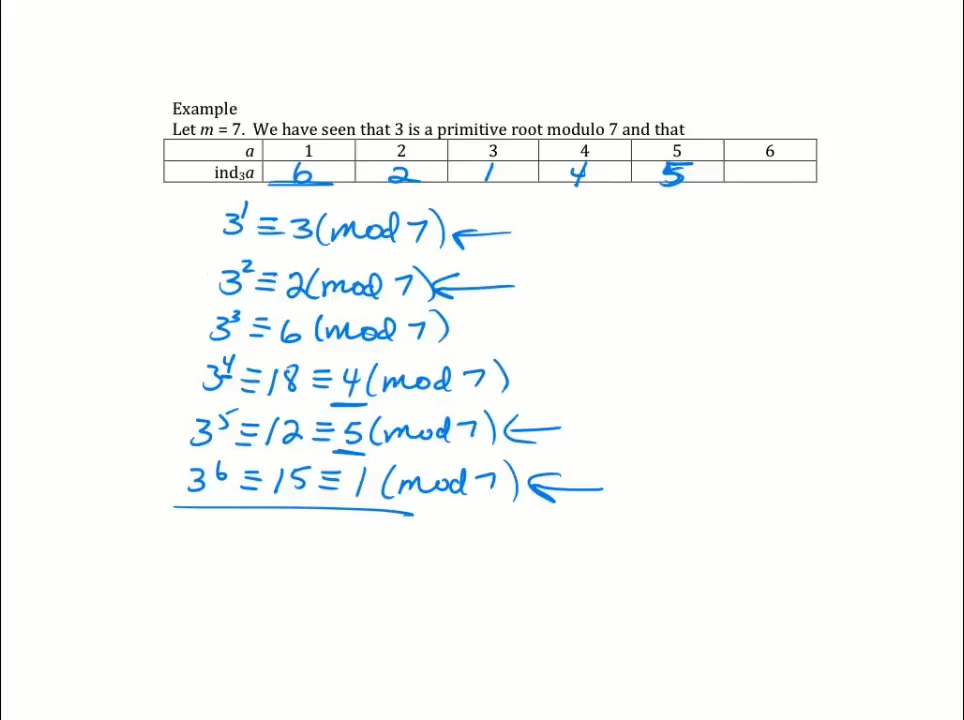 Example
Let m = 7. We have seen that 3 is a primitive root modulo 7 and that
a 1 2 3 4 5 6
ind₃a 6 2 1 4 5
3¹ ≡ 3 (mod 7) ←
3² ≡ 2 (mod 7) ←
3³ ≡ 6 (mod 7)
3⁴ ≡ 18 ≡ 4 (mod 7)
3⁵ ≡ 12 ≡ 5 (mod 7) ←
3⁶ ≡ 15 ≡ 1 (mod 7) ←